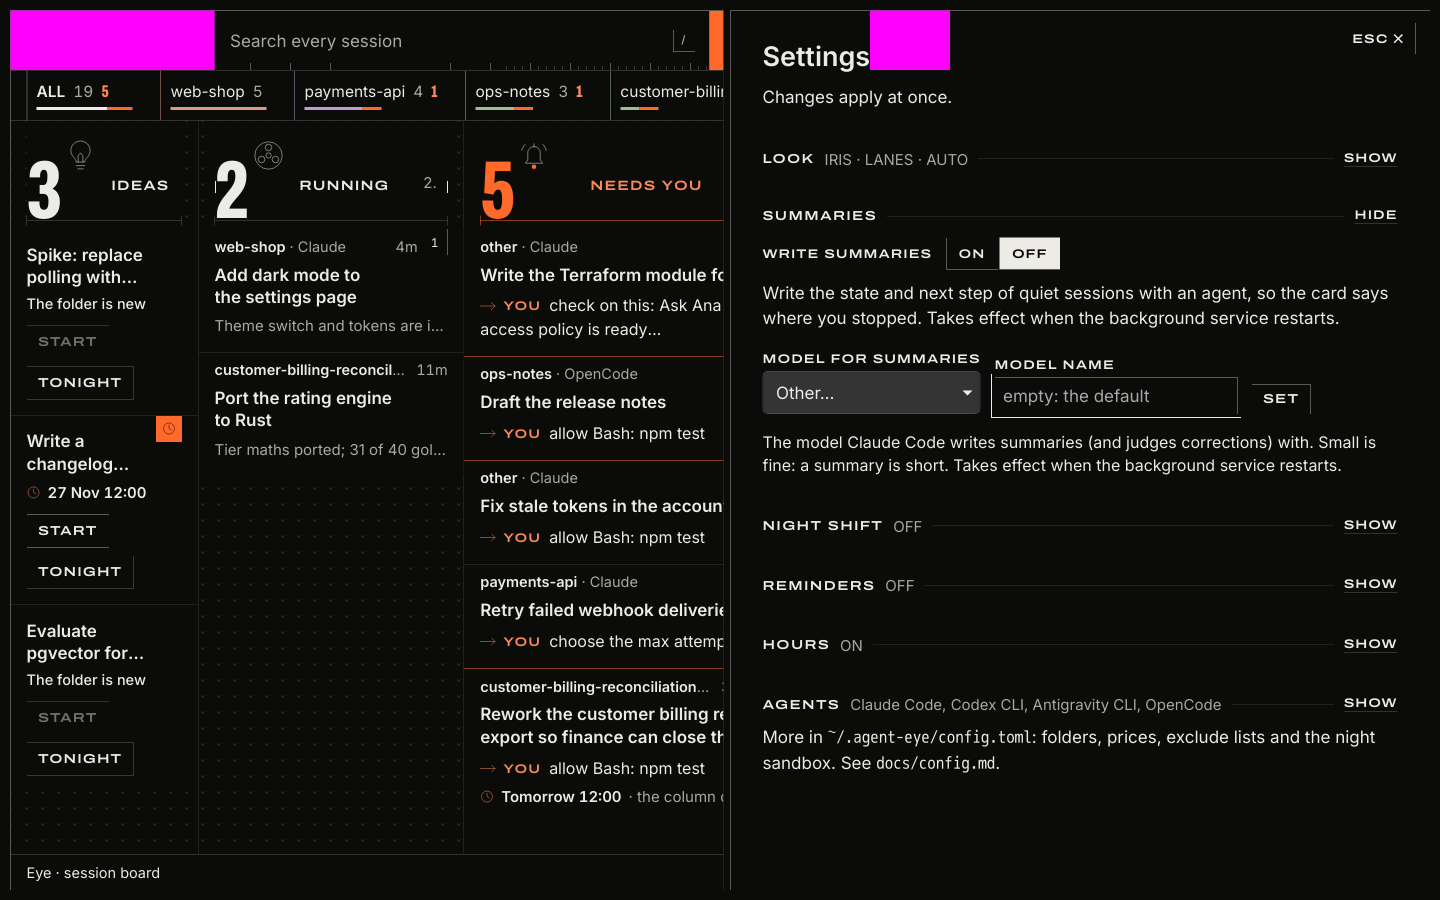 Search every session /
ALL 19 5 web-shop 5 payments-api 4 1 ops-notes 3 1
3 IDEAS
Spike: replace
polling with...
The folder is new
START
TONIGHT
Write a
changelog...
27 Nov 12:00
START
TONIGHT
Evaluate
pgvector for...
The folder is new
START
TONIGHT
2 RUNNING 2.
web-shop · Claude 4m 1
Add dark mode to
the settings page
Theme switch and tokens are i...
customer-billing-reconcil... 11m
Port the rating engine
to Rust
Tier maths ported; 31 of 40 gol...
5 NEEDS YOU
other · Claude
Write the Terraform module
→ YOU check on this: Ask Ana
access policy is ready...
ops-notes · OpenCode
Draft the release notes
→ YOU allow Bash: npm test
other · Claude
Fix stale tokens in the
→ YOU allow Bash: npm test
payments-api · Claude
Retry failed webhook
→ YOU choose the max
customer-billing-reconciliation...
Rework the customer billing
export so finance can close
→ YOU allow Bash: npm test
Tomorrow 12:00 · the column
Eye · session board
Settings
ESC ×
Changes apply at once.
LOOK IRIS · LANES · AUTO SHOW
SUMMARIES HIDE
WRITE SUMMARIES ON OFF
Write the state and next step of quiet sessions with an agent, so the card says
where you stopped. Takes effect when the background service restarts.
MODEL FOR SUMMARIES MODEL NAME
Other... empty: the default SET
The model Claude Code writes summaries (and judges corrections) with. Small is
fine: a summary is short. Takes effect when the background service restarts.
NIGHT SHIFT OFF SHOW
REMINDERS OFF SHOW
HOURS ON SHOW
AGENTS Claude Code, Codex CLI, Antigravity CLI, OpenCode SHOW
More in ~/.agent-eye/config.toml: folders, prices, exclude lists and the night
sandbox. See docs/config.md.